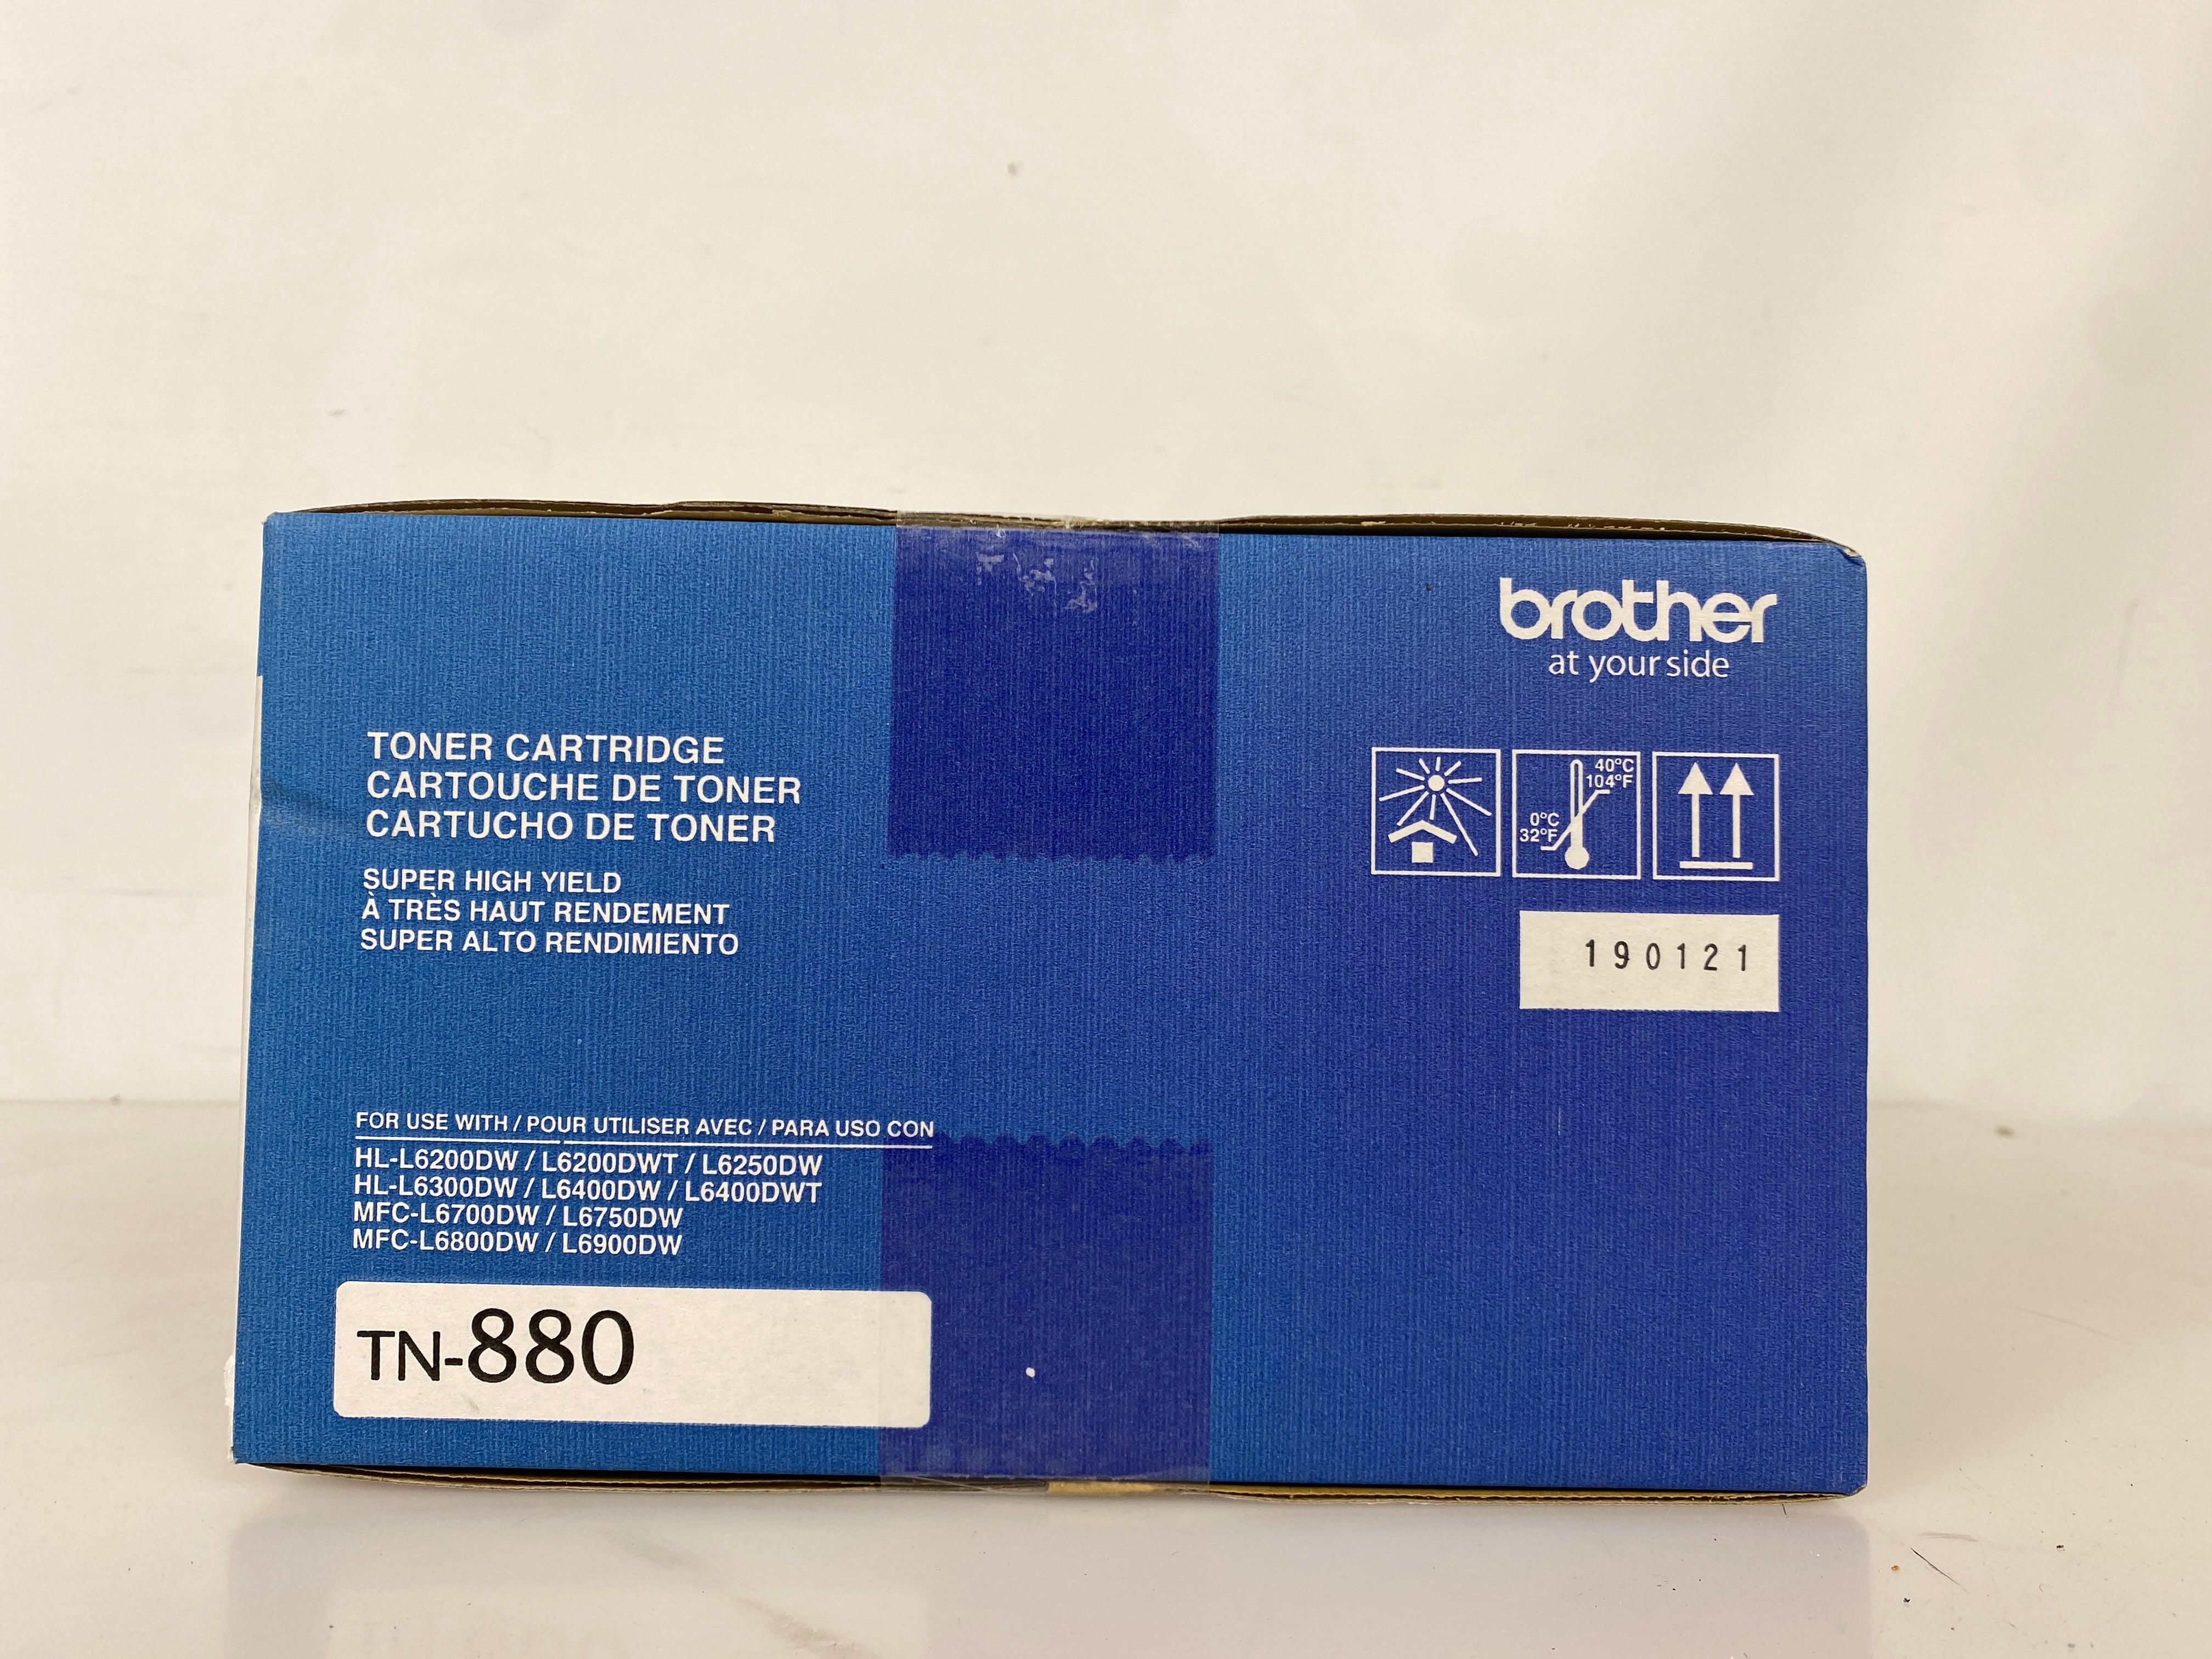 brother
at your side
TONER CARTRIDGE
CARTOUCHE DE TONER
CARTUCHO DE TONER
40°C
104°F
0°C
32°F
SUPER HIGH YIELD
À TRÈS HAUT RENDEMENT
SUPER ALTO RENDIMIENTO
190121
FOR USE WITH / POUR UTILISER AVEC / PARA USO CON
HL-L6200DW / L6200DWT / L6250DW
HL-L6300DW / L6400DW / L6400DWT
MFC-L6700DW / L6750DW
MFC-L6800DW / L6900DW
TN-880